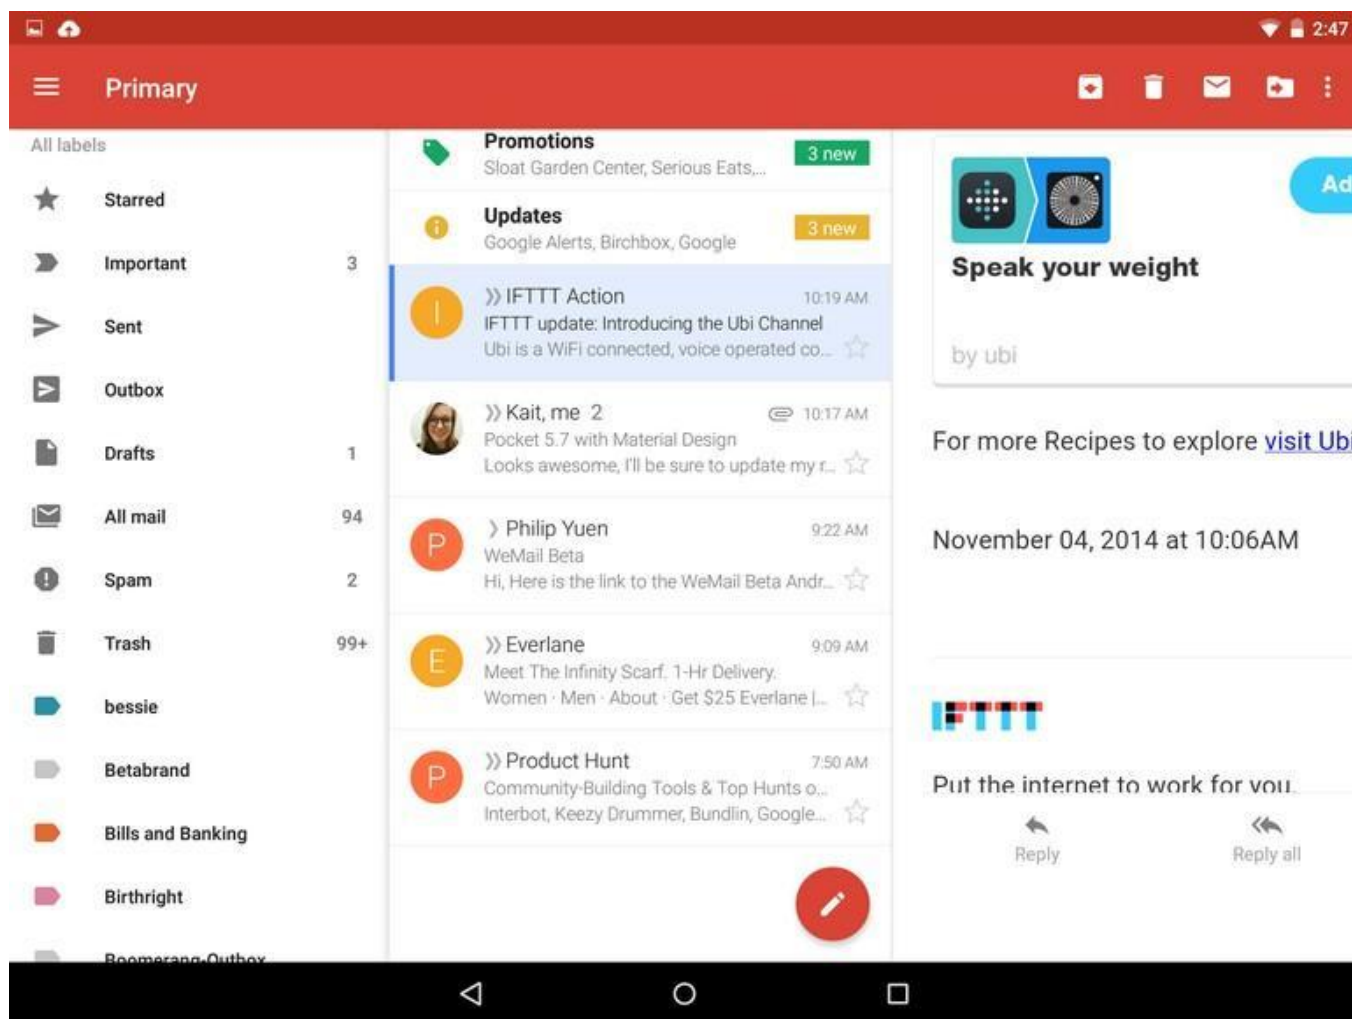 2:47
Primary
All labels
Starred
Important 3
Sent
Outbox
Drafts 1
All mail 94
Spam 2
Trash 99+
bessie
Betabrand
Bills and Banking
Birthright
Boomerang-Outbox
Promotions
3 new
Sloat Garden Center, Serious Eats,...
Updates
3 new
Google Alerts, Birchbox, Google
I
IFTTT Action 10:19 AM
IFTTT update: Introducing the Ubi Channel
Ubi is a WiFi connected, voice operated co...
Kait, me 2 10:17 AM
Pocket 5.7 with Material Design
Looks awesome, I'll be sure to update my r...
P
Philip Yuen 9:22 AM
WeMail Beta
Hi, Here is the link to the WeMail Beta Andr...
E
Everlane 9:09 AM
Meet The Infinity Scarf. 1-Hr Delivery.
Women · Men · About · Get $25 Everlane |...
P
Product Hunt 7:50 AM
Community-Building Tools & Top Hunts o...
Interbot, Keezy Drummer, Bundlin, Google...
Ad
Speak your weight
by ubi
For more Recipes to explore visit Ubi
November 04, 2014 at 10:06AM
IFTTT
Put the internet to work for you.
Reply
Reply all